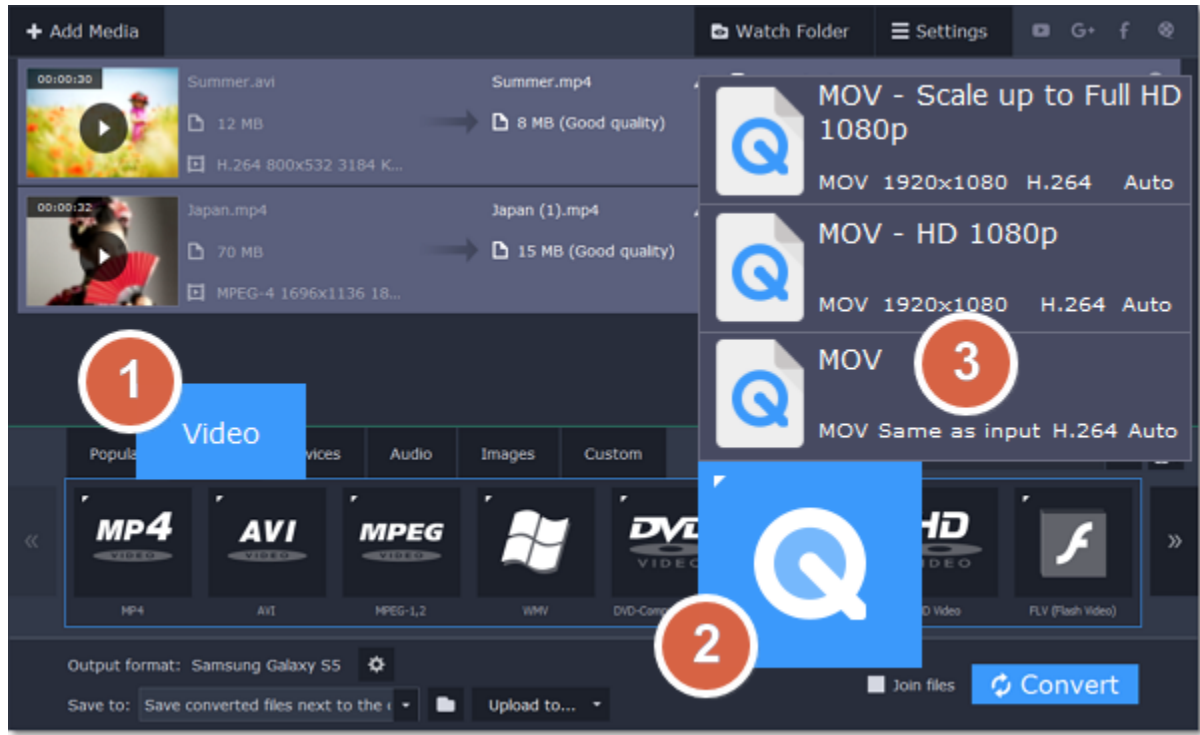 Add Media
Watch Folder
Settings
G+
f
00:00:30
Summer.avi
12 MB
H.264 800x532 3184 K...
Summer.mp4
8 MB (Good quality)
00:00:32
Japan.mp4
70 MB
MPEG-4 1696x1136 18...
Japan (1).mp4
15 MB (Good quality)
MOV - Scale up to Full HD
1080p
MOV 1920x1080 H.264 Auto
MOV - HD 1080p
MOV 1920x1080 H.264 Auto
MOV
3
MOV Same as input H.264 Auto
1
Video
Audio
Images
Custom
MP4
VIDEO
MP4
AVI
VIDEO
AVI
MPEG
VIDEO
MPEG-1,2
WMV
HD
FLV (Flash Video)
2
Output format: Samsung Galaxy S5
Save to:
Save converted files next to the
Upload to...
Join files
Convert